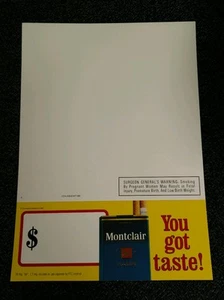 SURGEON GENERAL'S WARNING: Smoking
By Pregnant Women May Result in Fetal
Injury, Premature Birth, And Low Birth Weight.
$
Montclair
You
got
taste!